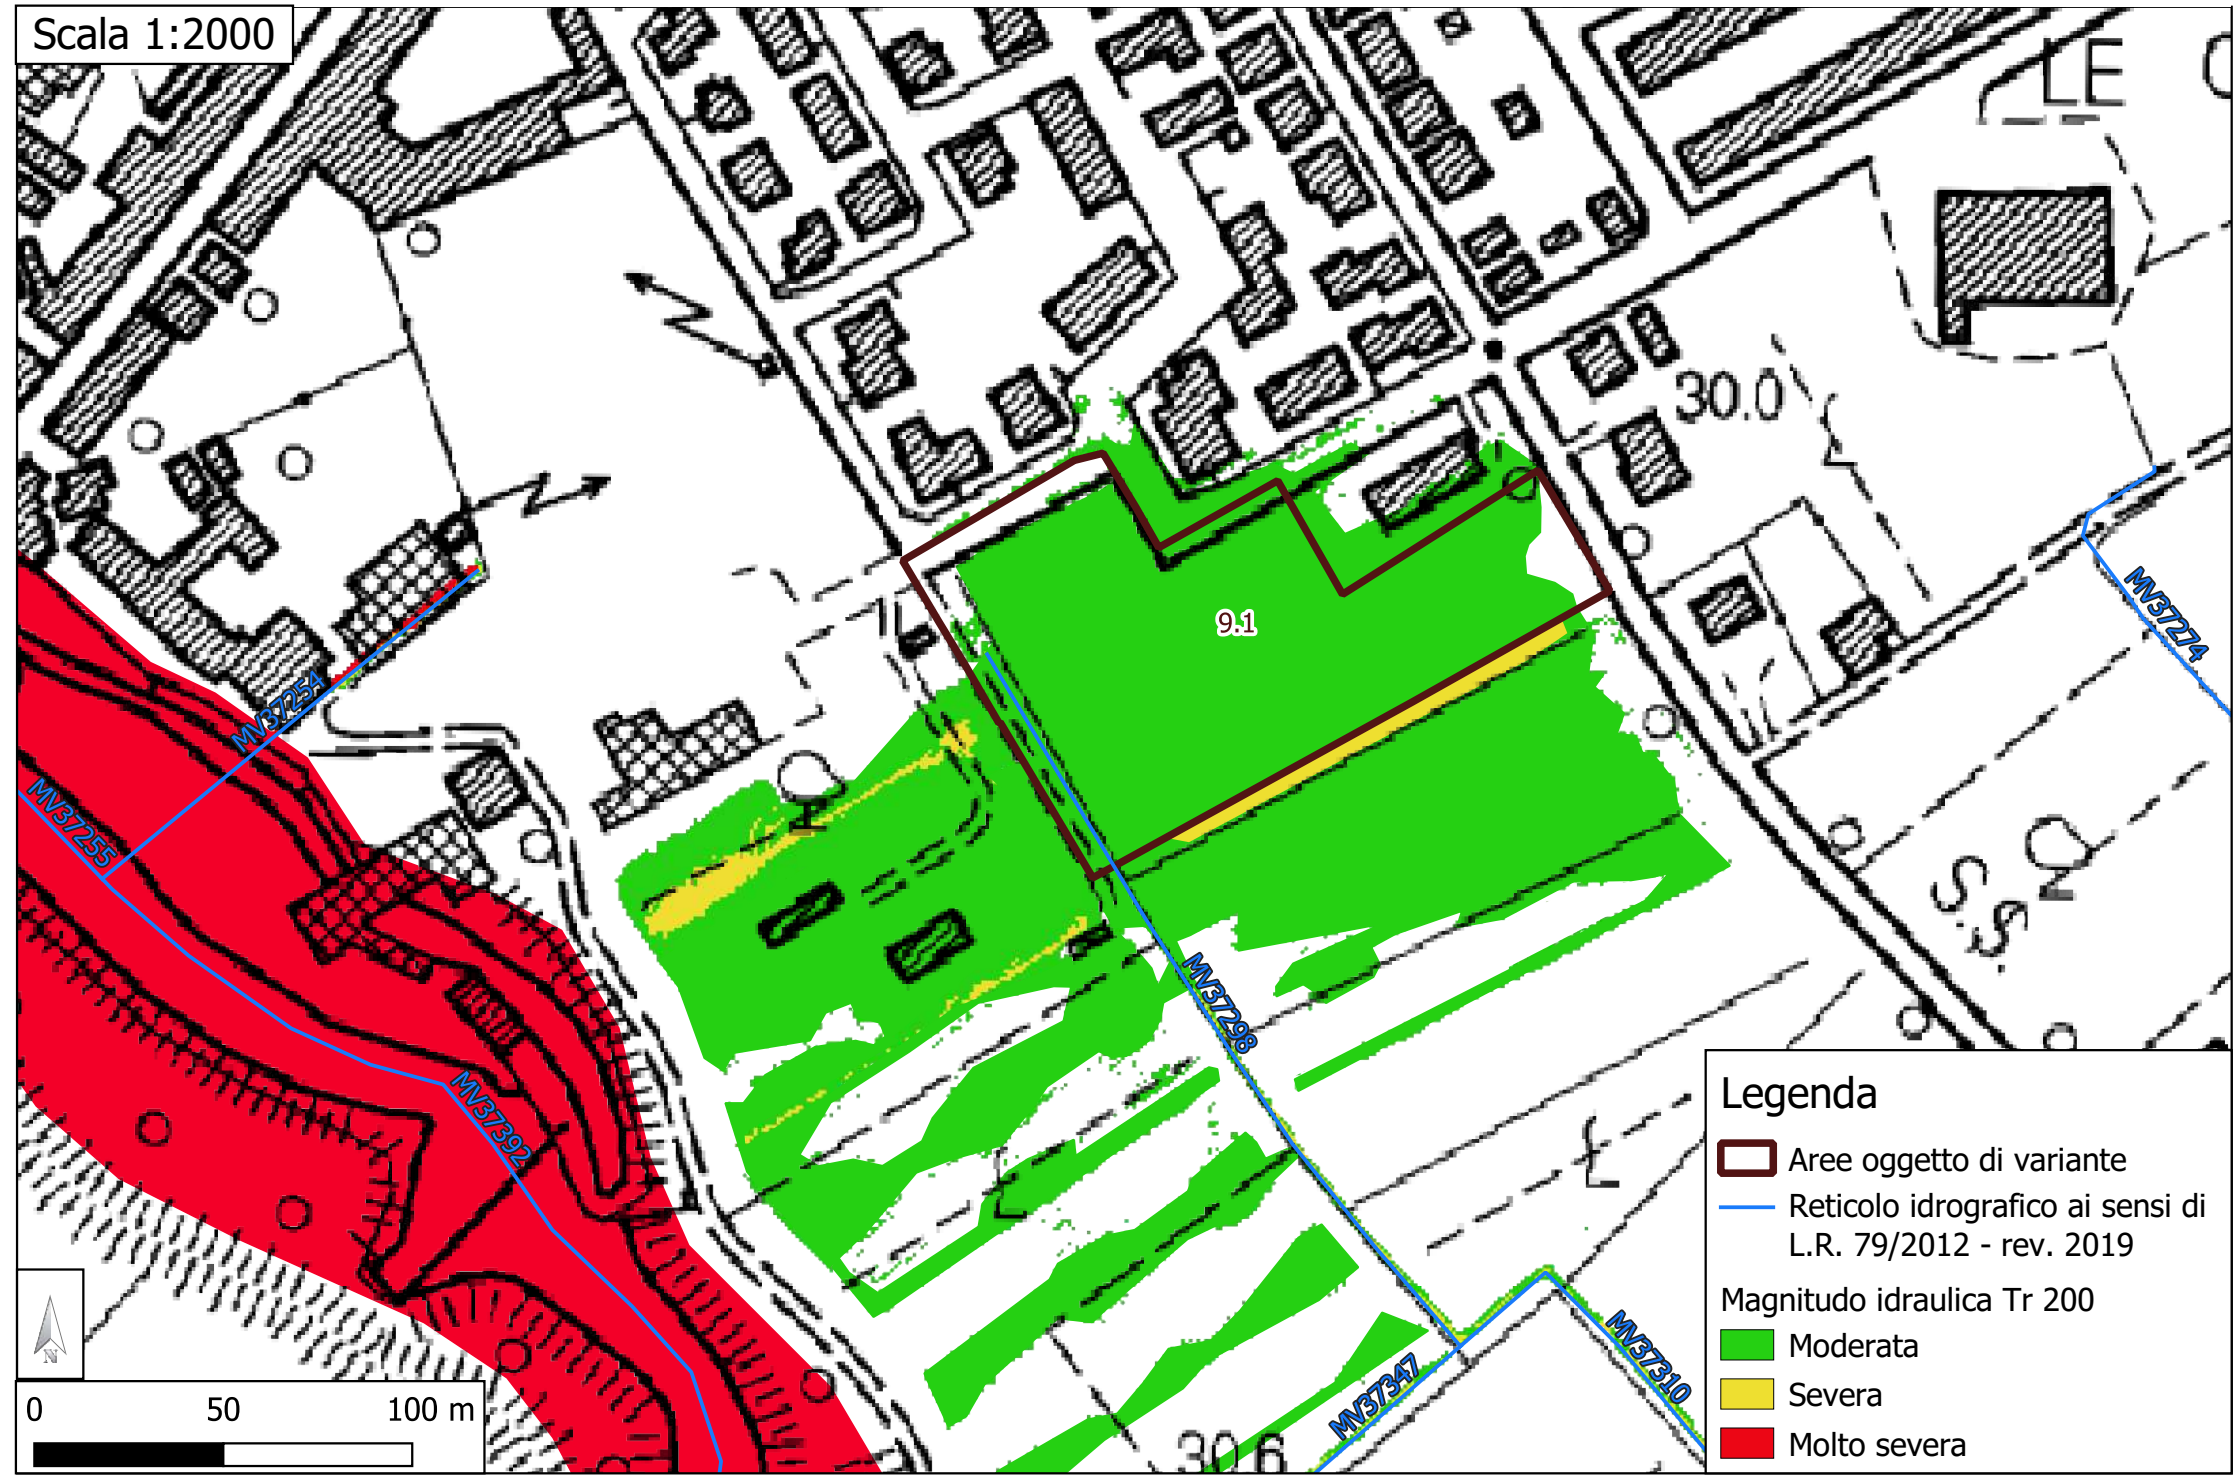 Scala 1:2000
LE
30.0
9.1
MV37274
MV37254
MV37255
MV37298
MV37392
S.S.
MV37347
MV37310
30.6
Legenda
Aree oggetto di variante
Reticolo idrografico ai sensi di
L.R. 79/2012 - rev. 2019
Magnitudo idraulica Tr 200
Moderata
Severa
Molto severa
N
0 50 100 m